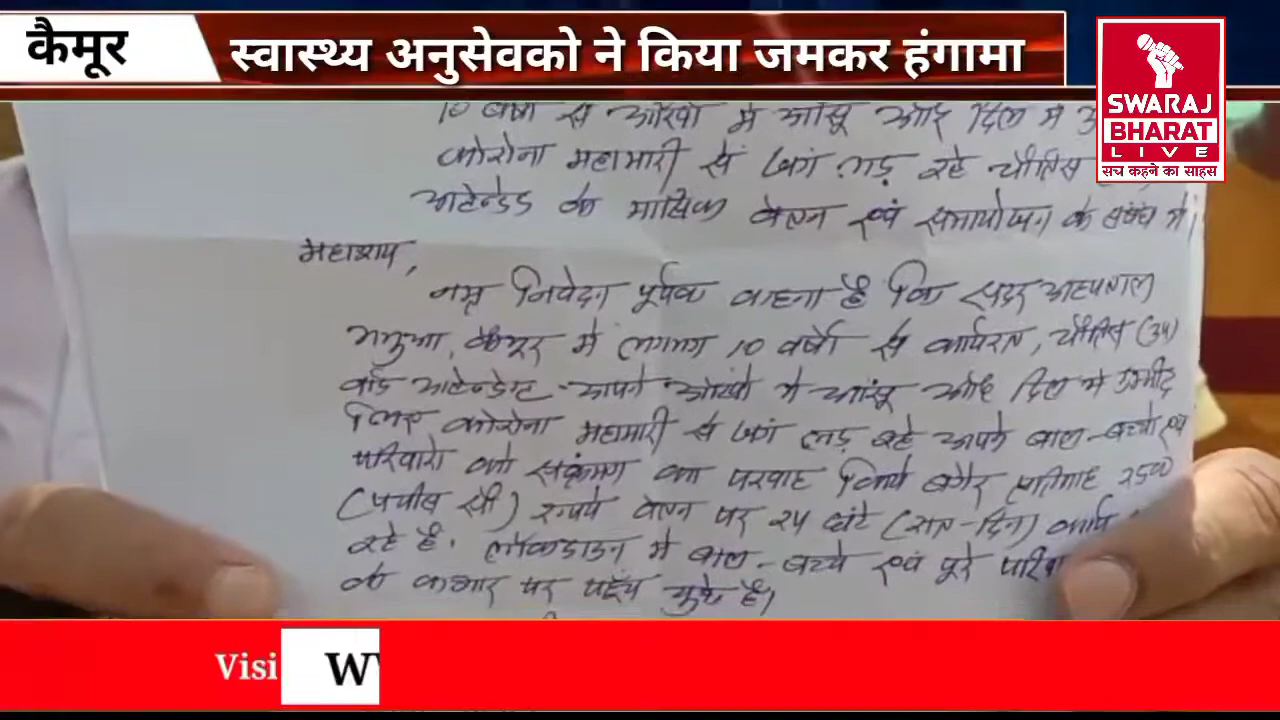 कैमूर
स्वास्थ्य अनुसेवको ने किया जमकर हंगामा
SWARAJ
BHARAT
LIVE
सच कहने का साहस
10 वर्षो से आँखों मे आँसू और दिल मे
कोरोना महामारी से जंग लड़ रहे चौतिस
अटेन्डेड के मासिक वेतन एवं समायोजन के संबंध मे।
महाशय,
नम्र निवेदन पूर्वक कहना है कि सदर अस्पताल
भभुआ, कैमूर में लगभग 10 वर्षो से कार्यरत, चौतिस (34)
वार्ड अटेन्डेन्ट अपने आँखों मे आंसू और दिल मे उम्मीद
लिए कोरोना महामारी से जंग लड़ रहे अपने बाल-बच्चो एवं
परिवारो को संक्रमण का परवाह किये बगैर प्रतिमाह 2500
(पचीस सौ) रुपये वेतन पर 24 घंटे (रात-दिन) कार्य
रहे है. लॉकडाउन मे बाल-बच्चे एवं पूरे
के कगार पर पहुँच चुके है।
Visi
W